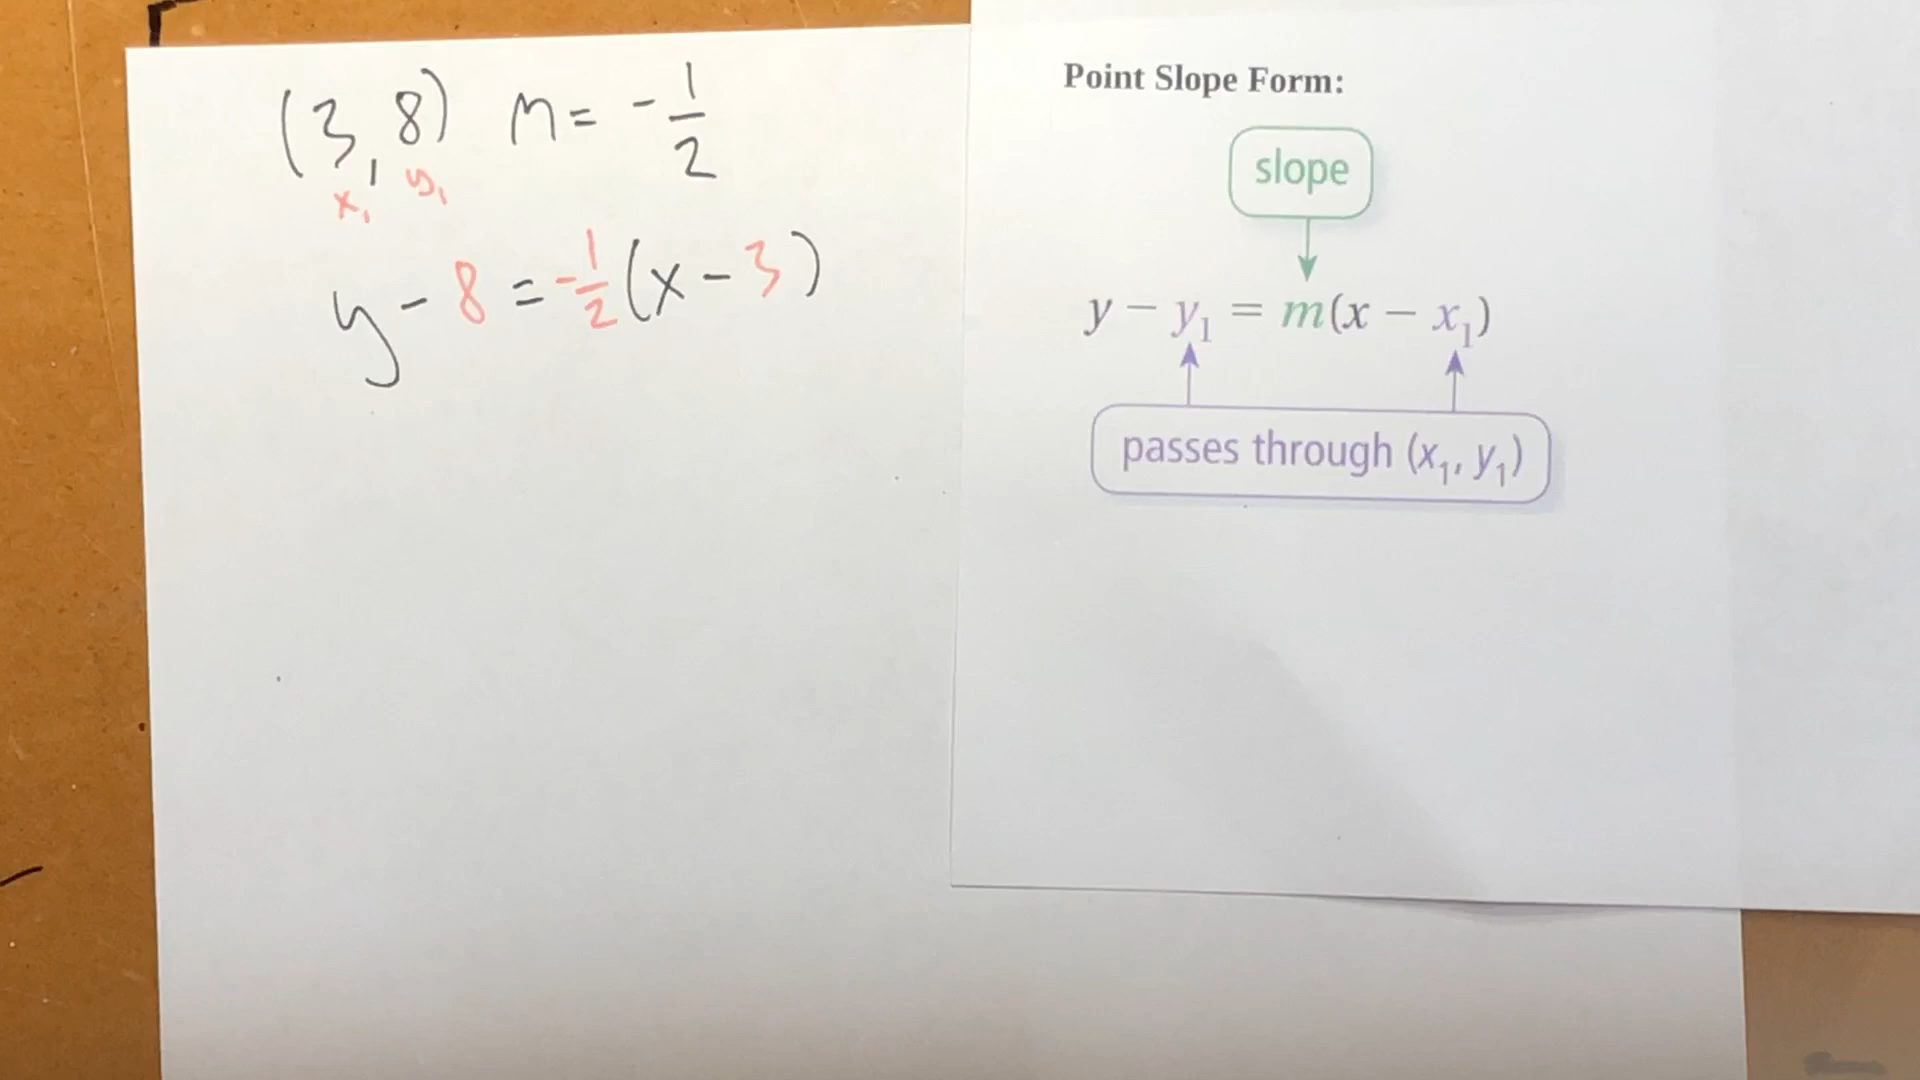 (3, 8) m = -1/2
x₁ y₁
y - 8 = -1/2(x - 3)
Point Slope Form:
slope
y − y₁ = m(x − x₁)
passes through (x₁, y₁)